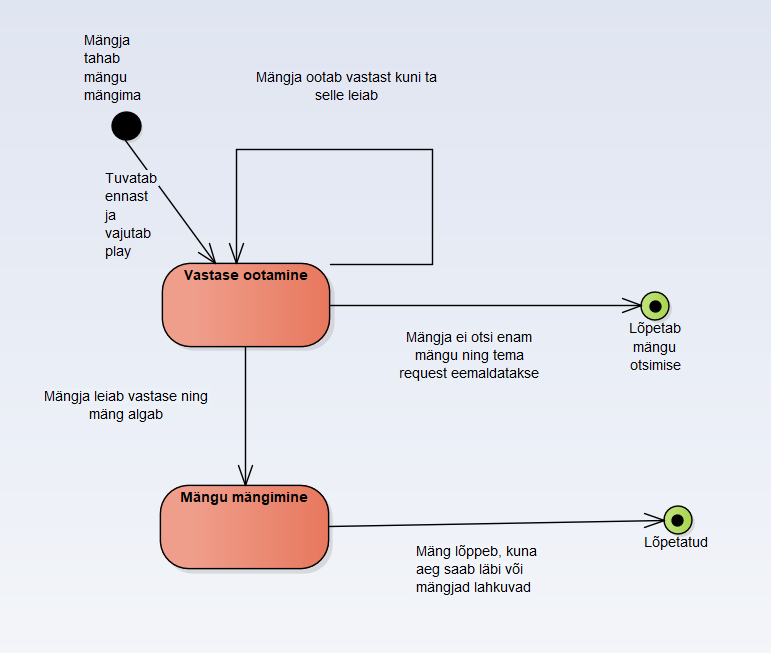 Mängja
tahab
mängu
mängima
Mängja ootab vastast kuni ta
selle leiab
Tuvatab
ennast
ja
vajutab
play
Vastase ootamine
Mängja ei otsi enam
mängu ning tema
request eemaldatakse
Lõpetab
mängu
otsimise
Mängja leiab vastase ning
mäng algab
Mängu mängimine
Mäng lõppeb, kuna
aeg saab läbi või
mängjad lahkuvad
Lõpetatud